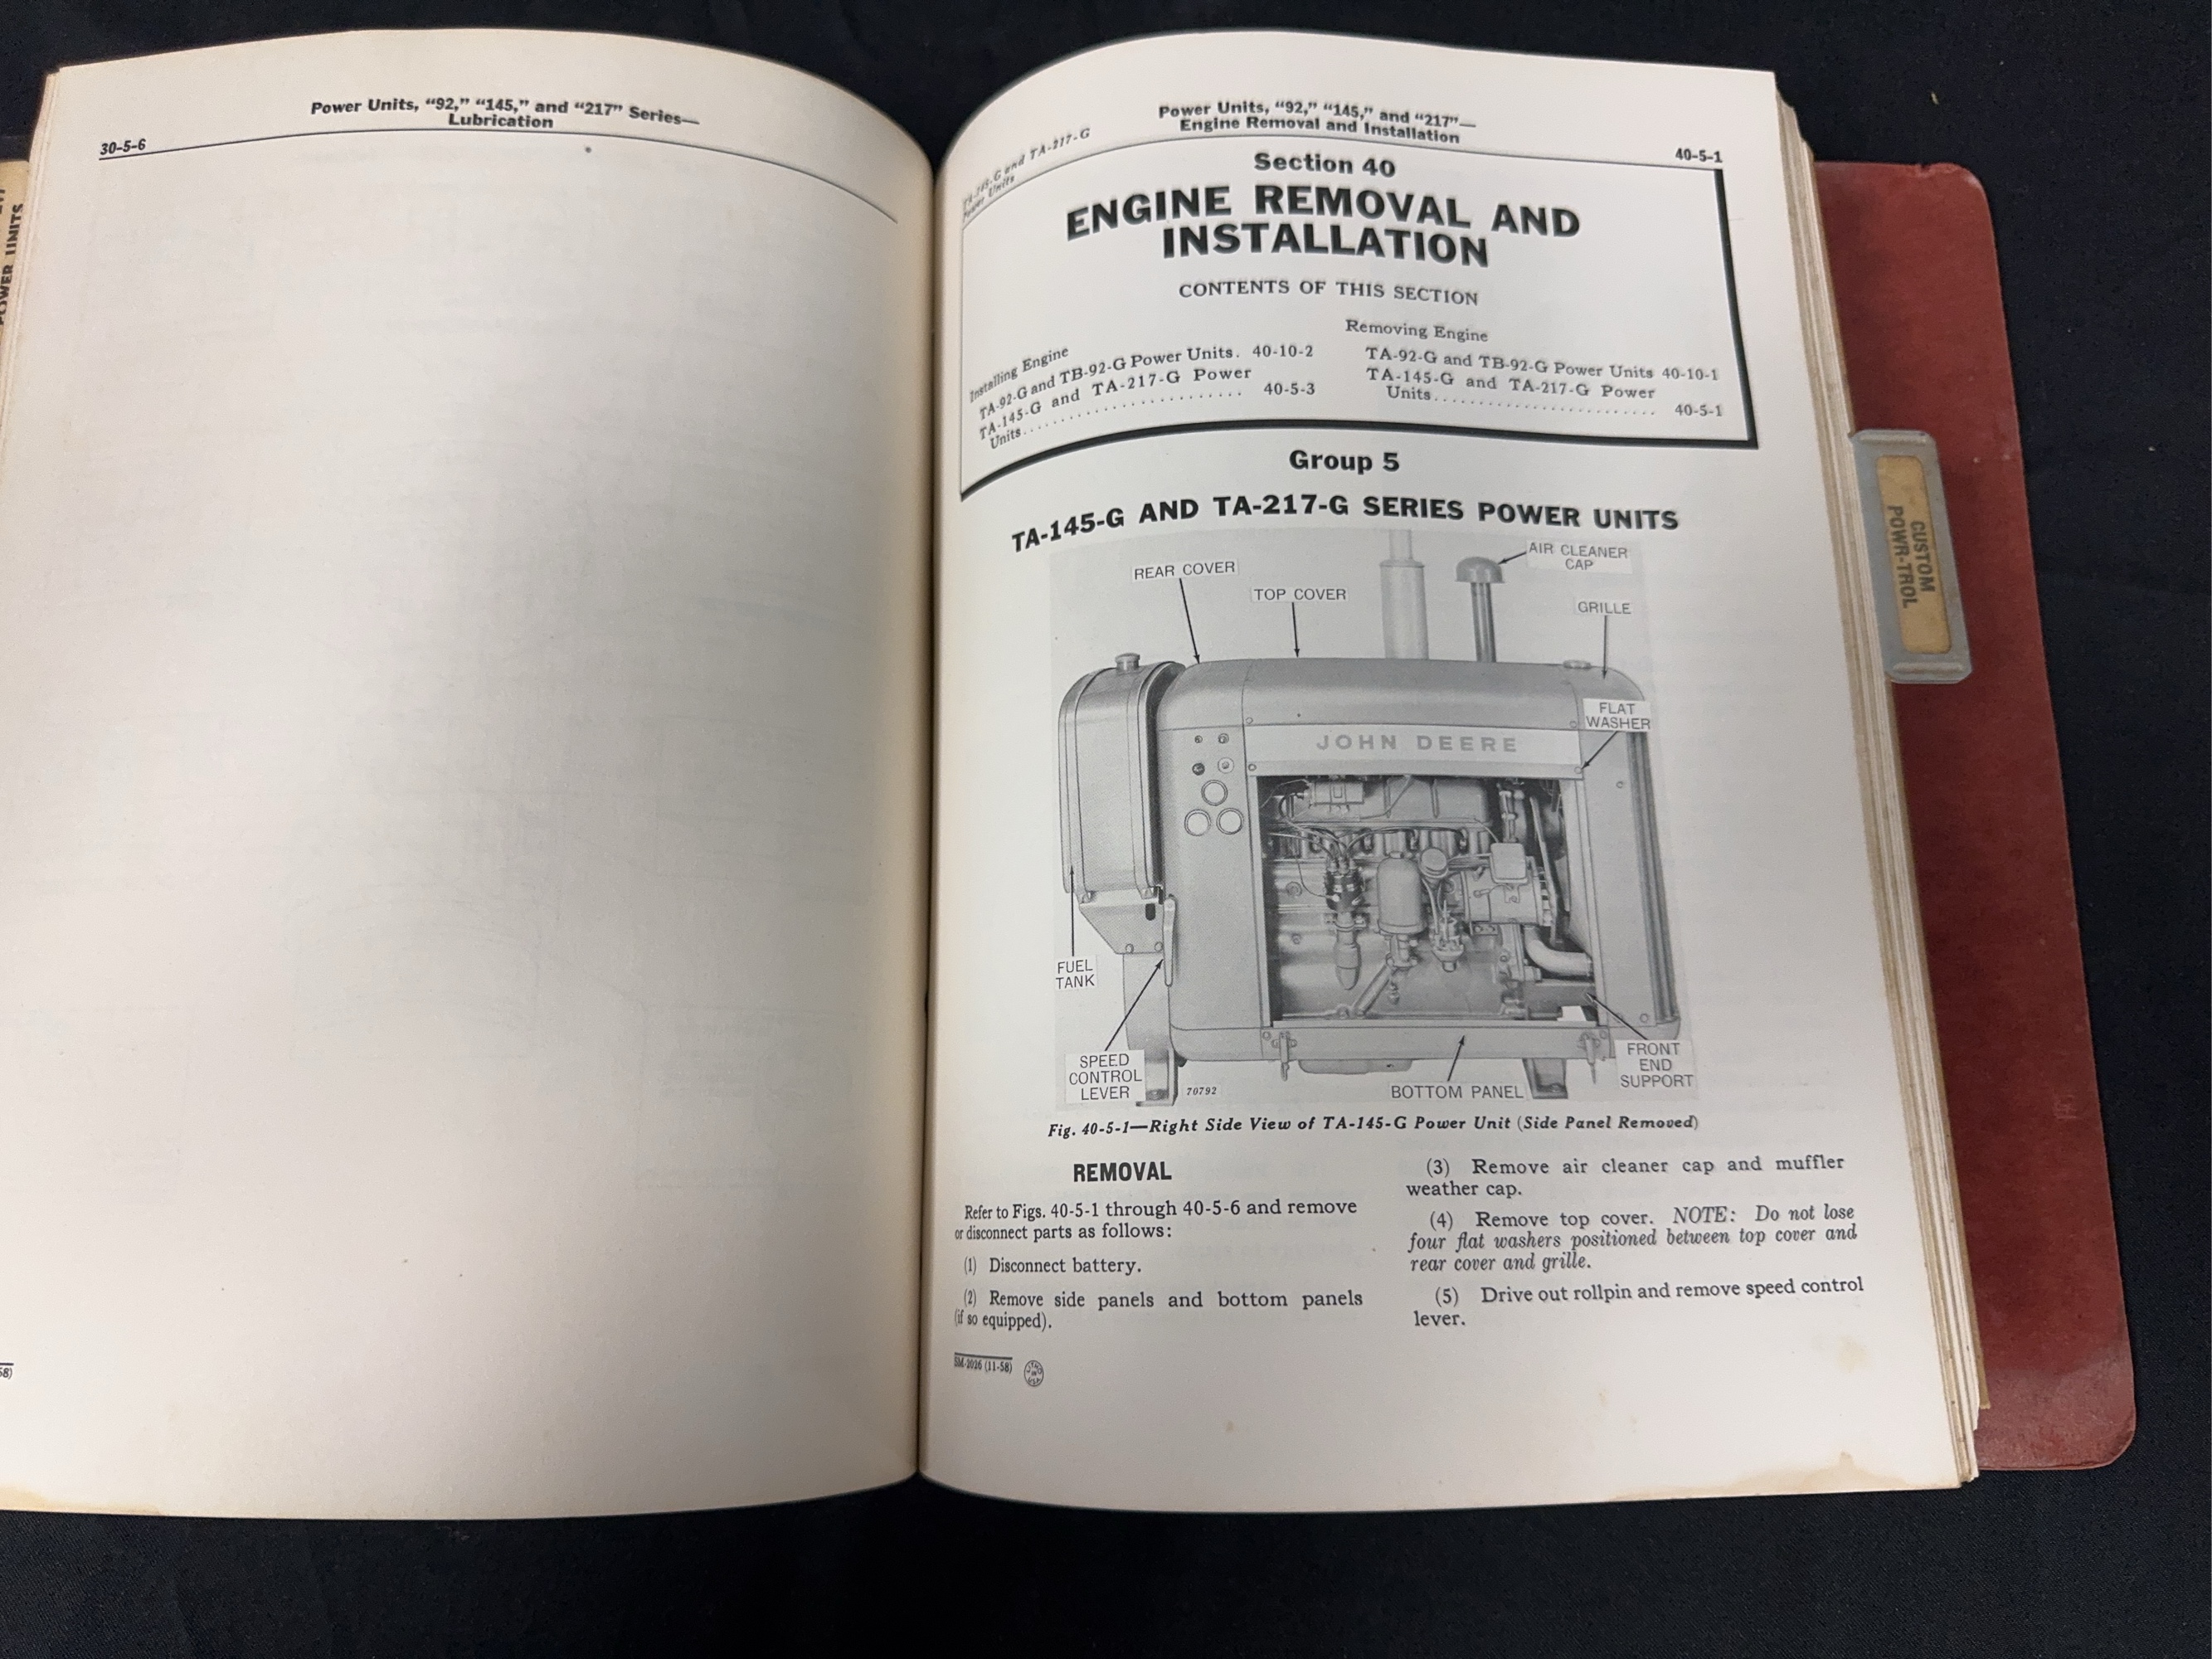 POWER UNITS
Power Units, “92,” “145,” and “217” Series—
Lubrication
30-5-6
58)
TA-145-G and TA-217-G
Power Units
Power Units, “92,” “145,” and “217”—
Engine Removal and Installation
40-5-1
Section 40
ENGINE REMOVAL AND
INSTALLATION
CONTENTS OF THIS SECTION
Installing Engine
TA-92-G and TB-92-G Power Units. 40-10-2
TA-145-G and TA-217-G Power
Units........................ 40-5-3
Removing Engine
TA-92-G and TB-92-G Power Units 40-10-1
TA-145-G and TA-217-G Power
Units........................ 40-5-1
Group 5
TA-145-G AND TA-217-G SERIES POWER UNITS
REAR COVER
TOP COVER
AIR CLEANER
CAP
GRILLE
FLAT
WASHER
JOHN DEERE
FUEL
TANK
SPEED
CONTROL
LEVER
70792
BOTTOM PANEL
FRONT
END
SUPPORT
Fig. 40-5-1—Right Side View of TA-145-G Power Unit (Side Panel Removed)
REMOVAL
Refer to Figs. 40-5-1 through 40-5-6 and remove
or disconnect parts as follows:
(1) Disconnect battery.
(2) Remove side panels and bottom panels
(if so equipped).
(3) Remove air cleaner cap and muffler
weather cap.
(4) Remove top cover. NOTE: Do not lose
four flat washers positioned between top cover and
rear cover and grille.
(5) Drive out rollpin and remove speed control
lever.
SM-2026 (11-58)
LITHO
IN
USA
CUSTOM
POWR-TROL